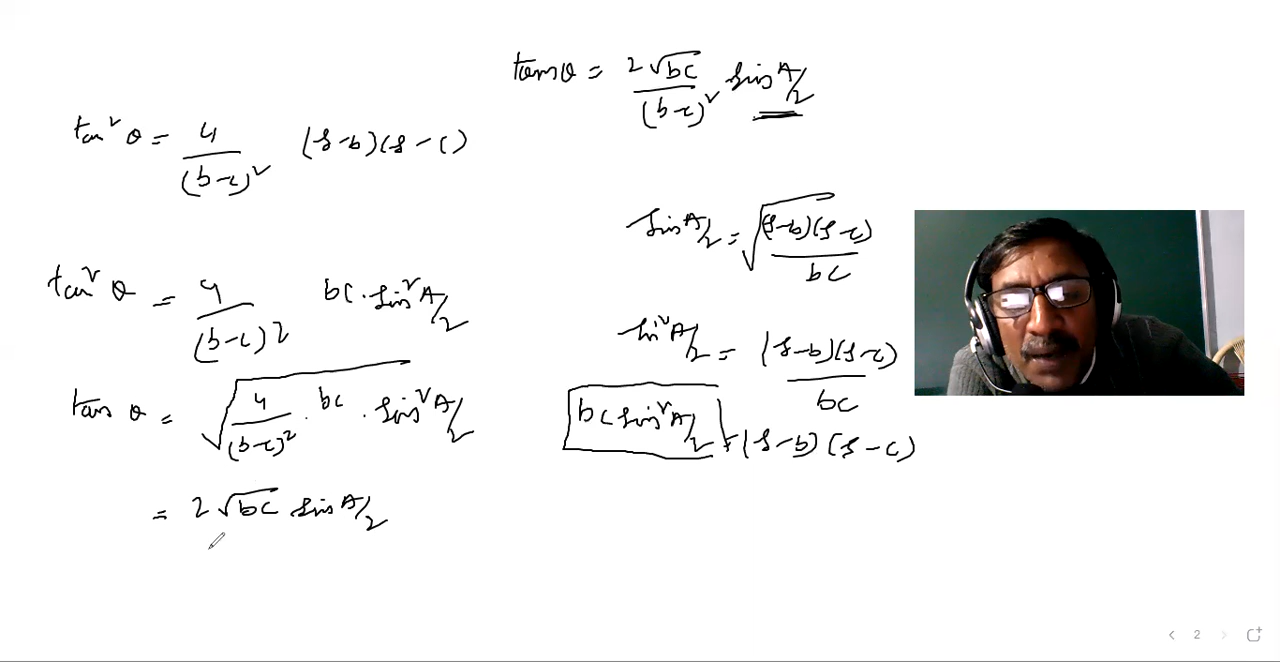 tanθ = 2√bc/(b-c)² sin A/2
tan²θ = 4/(b-c)² (s-b)(s-c)
sin A/2 = √((s-b)(s-c)/bc)
tan²θ = 4/(b-c)² bc · sin² A/2
sin² A/2 = (s-b)(s-c)/bc
tanθ = √(4/(b-c)² · bc · sin² A/2)
bc sin² A/2 = (s-b)(s-c)
= 2√bc sin A/2
2